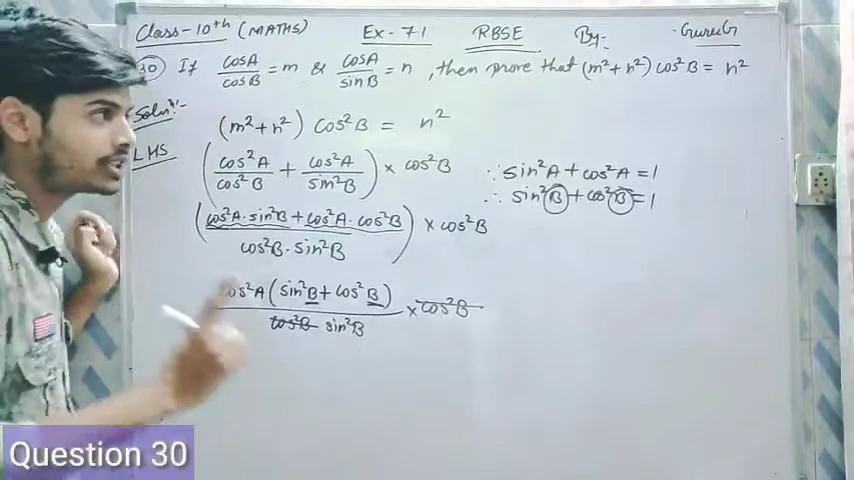 Class-10th (MATHS) Ex-7.1 RBSE By:- GuruG
(30) If cosA/cosB = m & cosA/sinB = n, then prove that (m²+n²) cos²B = n²
Soln:-
(m²+n²) cos²B = n²
LHS
(cos²A/cos²B + cos²A/sin²B) × cos²B
∵ sin²A + cos²A = 1
∴ sin²B + cos²B = 1
(cos²A·sin²B + cos²A·cos²B / cos²B·sin²B) × cos²B
cos²A (sin²B + cos²B) / cos²B sin²B × cos²B
Question 30